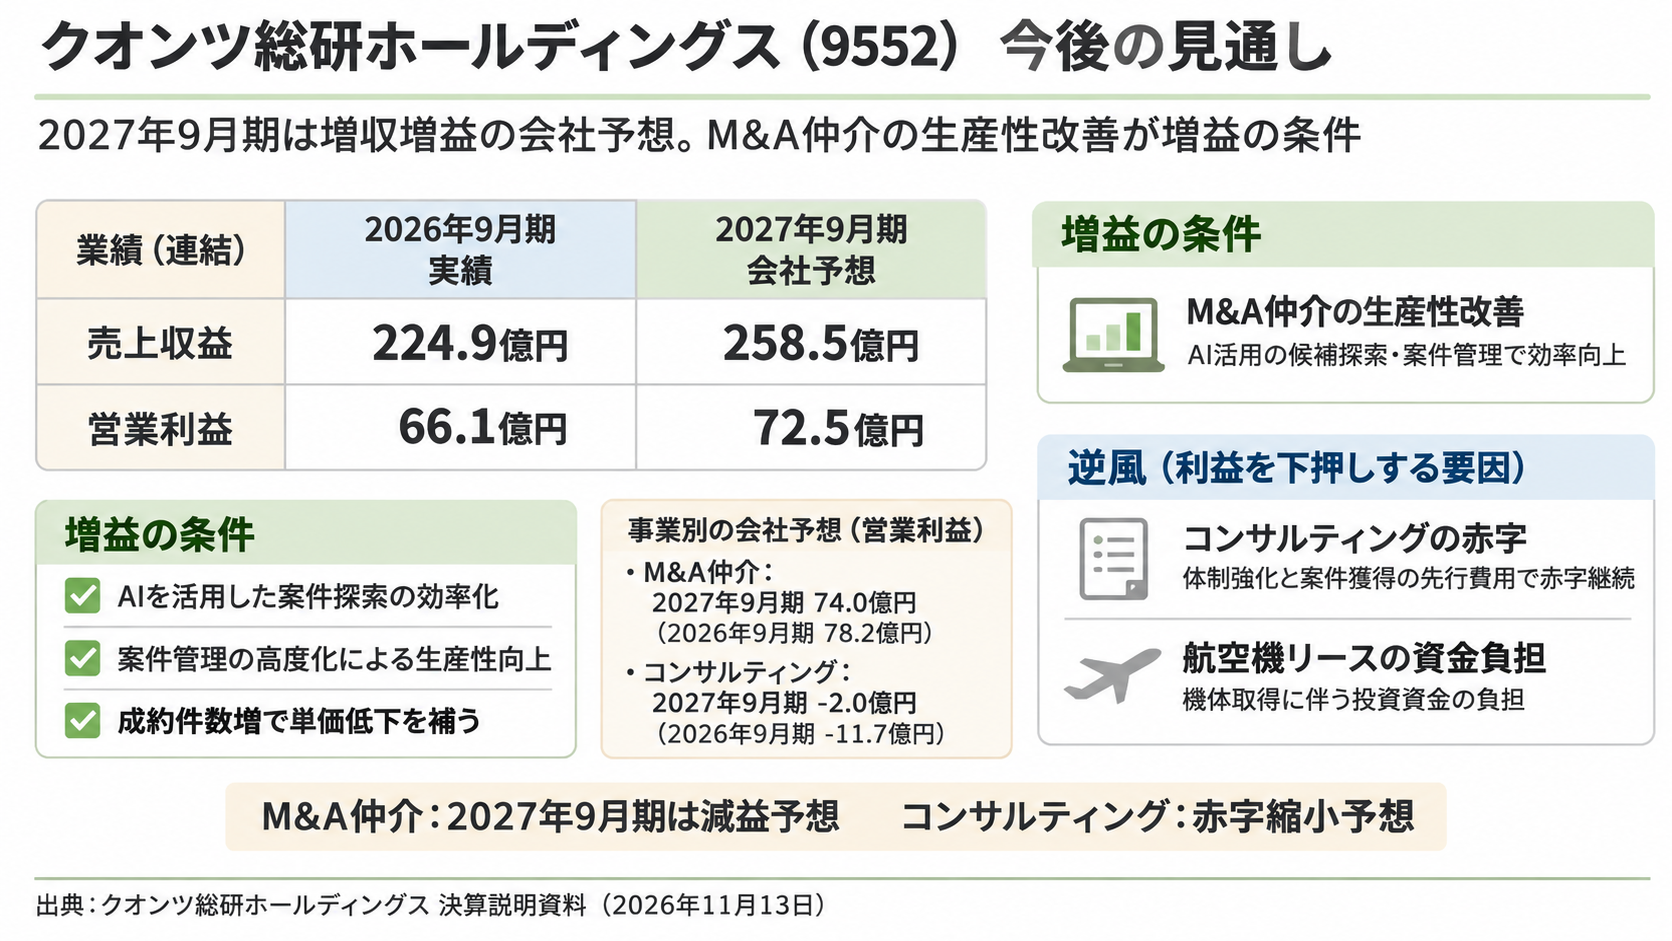 クオンツ総研ホールディングス（9552） 今後の見通し
2027年9月期は増収増益の会社予想。M&A仲介の生産性改善が増益の条件
業績（連結）
2026年9月期
実績
2027年9月期
会社予想
売上収益
224.9億円
258.5億円
営業利益
66.1億円
72.5億円
増益の条件
M&A仲介の生産性改善
AI活用の候補探索・案件管理で効率向上
逆風（利益を下押しする要因）
コンサルティングの赤字
体制強化と案件獲得の先行費用で赤字継続
航空機リースの資金負担
機体取得に伴う投資資金の負担
増益の条件
AIを活用した案件探索の効率化
案件管理の高度化による生産性向上
成約件数増で単価低下を補う
事業別の会社予想（営業利益）
・M&A仲介：
2027年9月期 74.0億円
（2026年9月期 78.2億円）
・コンサルティング：
2027年9月期 -2.0億円
（2026年9月期 -11.7億円）
M&A仲介：2027年9月期は減益予想 コンサルティング：赤字縮小予想
出典：クオンツ総研ホールディングス 決算説明資料（2026年11月13日）